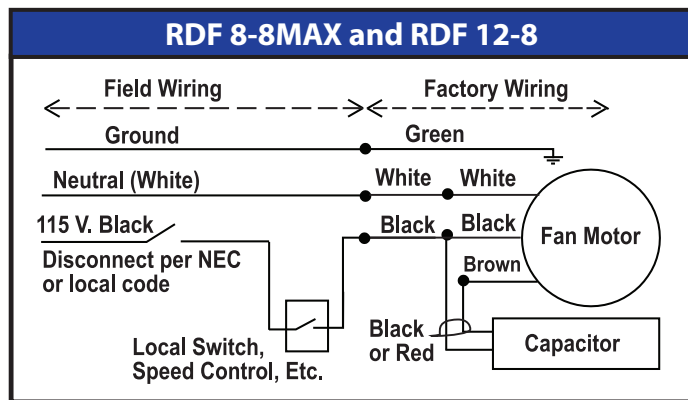 RDF 8-8MAX and RDF 12-8
Field Wiring
Factory Wiring
Ground
Green
Neutral (White)
White
White
115 V. Black
Disconnect per NEC
or local code
Black
Black
Fan Motor
Brown
Local Switch,
Speed Control, Etc.
Black
or Red
Capacitor